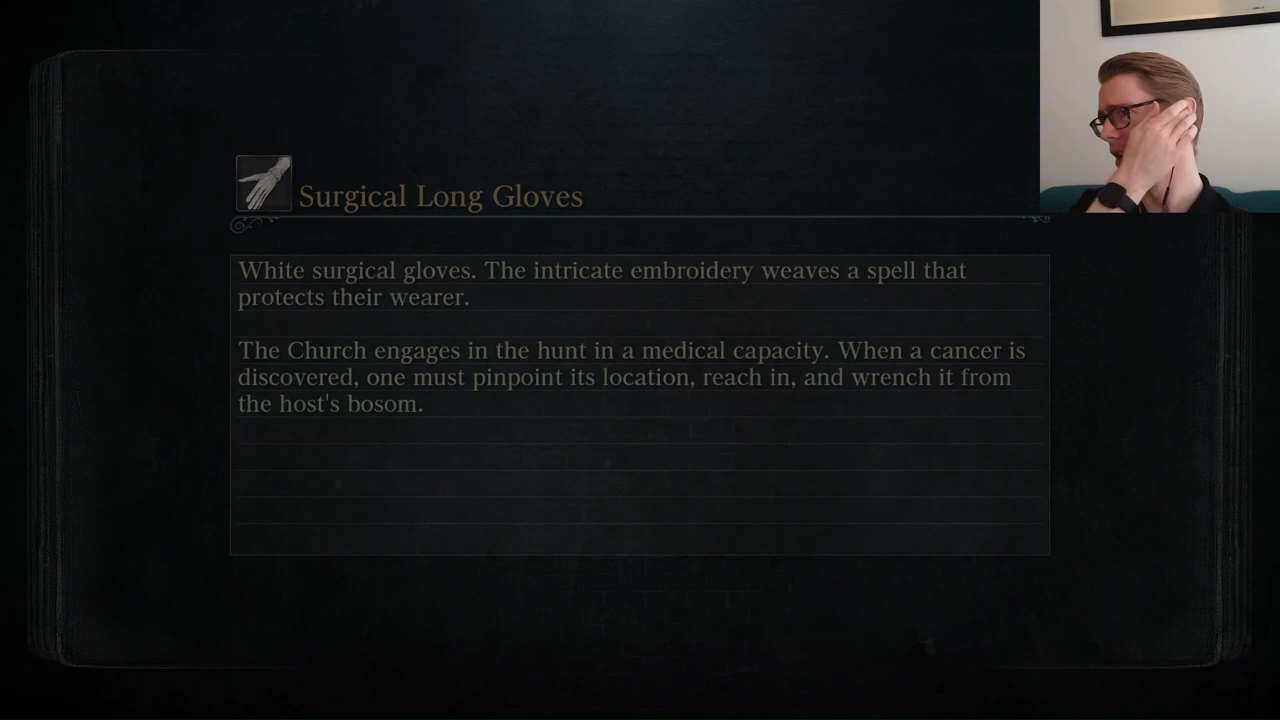 Surgical Long Gloves
White surgical gloves. The intricate embroidery weaves a spell that
protects their wearer.
The Church engages in the hunt in a medical capacity. When a cancer is
discovered, one must pinpoint its location, reach in, and wrench it from
the host's bosom.